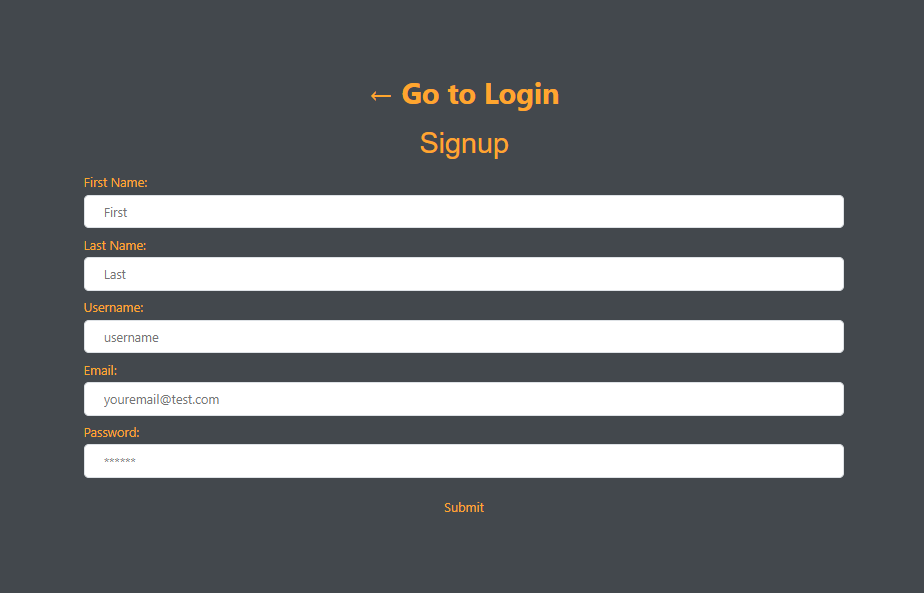 ← Go to Login
Signup
First Name:
First
Last Name:
Last
Username:
username
Email:
youremail@test.com
Password:
******
Submit